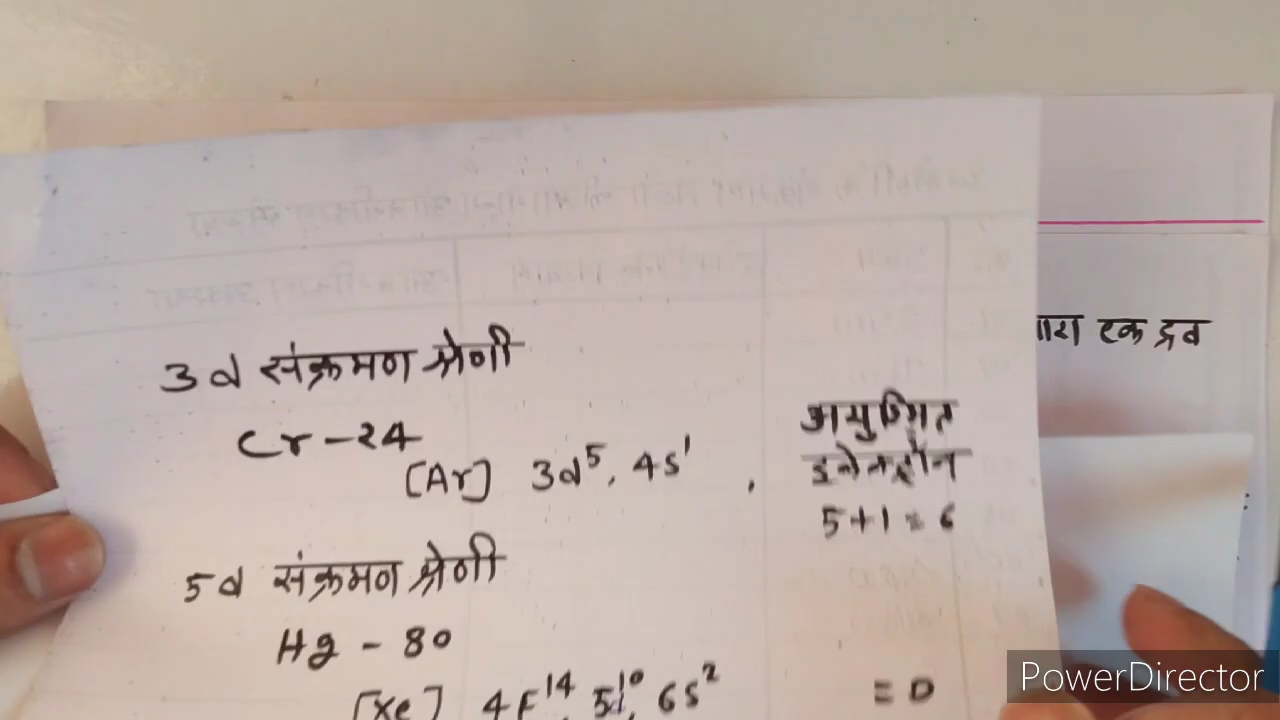 3d संक्रमण श्रेणी
Cr - 24
[Ar] 3d⁵, 4s¹ , अयुग्मित
इलेक्ट्रॉन
5+1 = 6
5d संक्रमण श्रेणी
Hg - 80
[Xe] 4F¹⁴, 5d¹⁰, 6s² = 0
एक द्रव
PowerDirector